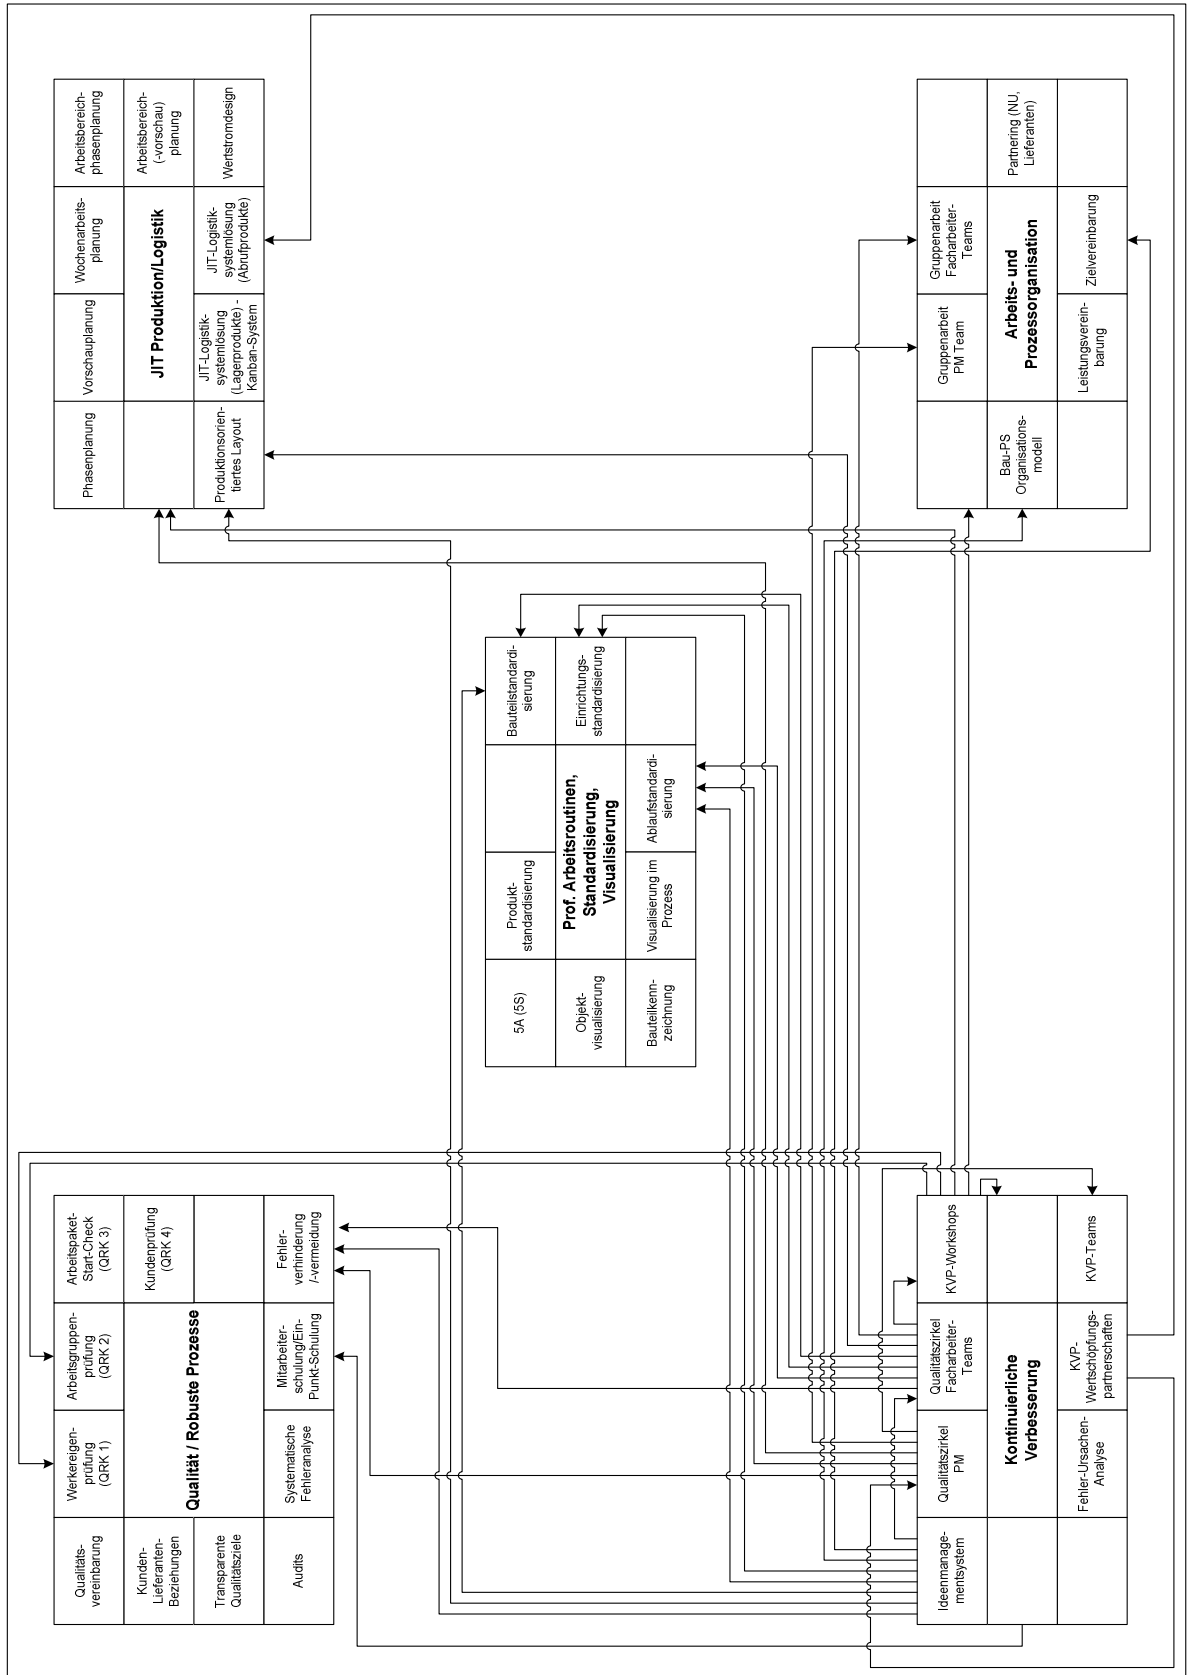 Qualitäts-
vereinbarung
Werkereigen-
prüfung
(QRK 1)
Arbeitsgruppen-
prüfung
(QRK 2)
Arbeitspaket-
Start-Check
(QRK 3)
Kunden-
Lieferanten-
Beziehungen
Qualität / Robuste Prozesse
Kundenprüfung
(QRK 4)
Transparente
Qualitätsziele
Audits
Systematische
Fehleranalyse
Mitarbeiter-
schulung/Ein-
Punkt-Schulung
Fehler-
verhinderung
/-vermeidung
Phasenplanung
Vorschauplanung
Wochenarbeits-
planung
Arbeitsbereich-
phasenplanung
JIT Produktion/Logistik
Arbeitsbereich-
(-vorschau)
planung
Produktionsorien-
tiertes Layout
JIT-Logistik-
systemlösung
(Lagerprodukte) -
Kanban-System
JIT-Logistik-
systemlösung
(Abrufprodukte)
Wertstromdesign
5A (5S)
Produkt-
standardisierung
Bauteilstandardi-
sierung
Objekt-
visualisierung
Prof. Arbeitsroutinen,
Standardisierung,
Visualisierung
Einrichtungs-
standardisierung
Bauteilkenn-
zeichnung
Visualisierung im
Prozess
Ablaufstandardi-
sierung
Ideenmanage-
mentsystem
Qualitätszirkel
PM
Qualitätszirkel
Facharbeiter-
Teams
KVP-Workshops
Kontinuierliche
Verbesserung
Fehler-Ursachen-
Analyse
KVP-
Wertschöpfungs-
partnerschaften
KVP-Teams
Gruppenarbeit
PM Team
Gruppenarbeit
Facharbeiter-
Teams
Bau-PS
Organisations-
modell
Arbeits- und
Prozessorganisation
Partnering (NU,
Lieferanten)
Leistungsverein-
barung
Zielvereinbarung